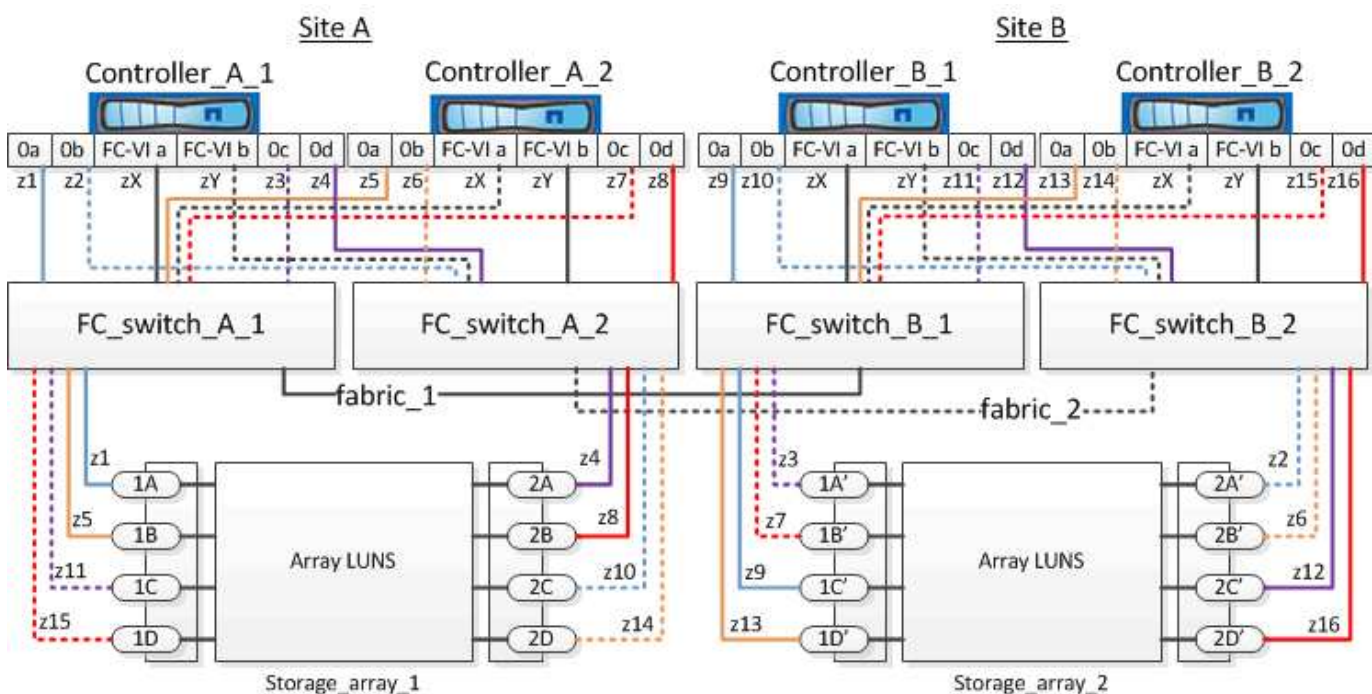 Site A Site B
Controller_A_1 Controller_A_2 Controller_B_1 Controller_B_2
0a 0b FC-VI a FC-VI b 0c 0d 0a 0b FC-VI a FC-VI b 0c 0d 0a 0b FC-VI a FC-VI b 0c 0d 0a 0b FC-VI a FC-VI b 0c 0d
z1 z2 zX zY z3 z4 z5 z6 zX zY z7 z8 z9 z10 zX zY z11 z12 z13 z14 zX zY z15 z16
FC_switch_A_1 FC_switch_A_2 FC_switch_B_1 FC_switch_B_2
fabric_1 fabric_2
z1 z4 z3 z2
1A 2A 1A' 2A'
z5 z8 z7 z6
1B 2B 1B' 2B'
Array LUNS Array LUNS
z11 z10 z9 z12
1C 2C 1C' 2C'
z15 z14 z13 z16
1D 2D 1D' 2D'
Storage_array_1 Storage_array_2